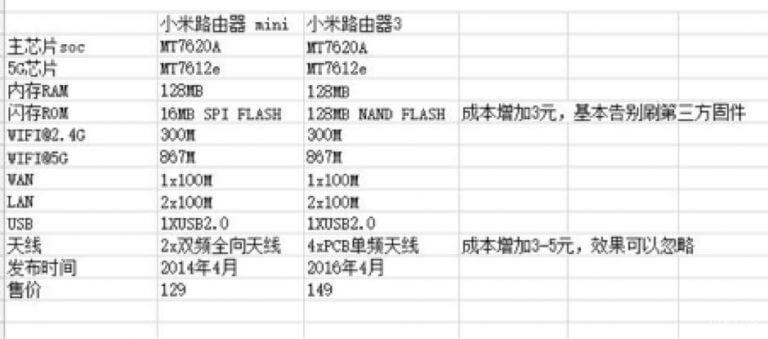 小米路由器 mini 小米路由器3
主芯片soc MT7620A MT7620A
5G芯片 MT7612e MT7612e
内存RAM 128MB 128MB
闪存ROM 16MB SPI FLASH 128MB NAND FLASH 成本增加3元，基本告别刷第三方固件
WIFI@2.4G 300M 300M
WIFI@5G 867M 867M
WAN 1x100M 1x100M
LAN 2x100M 2x100M
USB 1XUSB2.0 1XUSB2.0
天线 2x双频全向天线 4xPCB单频天线 成本增加3-5元，效果可以忽略
发布时间 2014年4月 2016年4月
售价 129 149